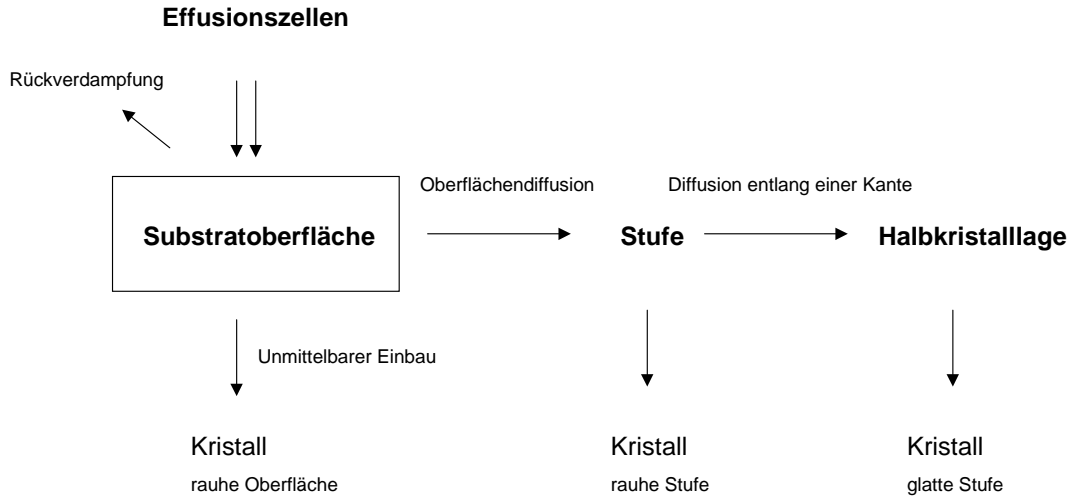 Effusionszellen
Rückverdampfung
Oberflächendiffusion
Diffusion entlang einer Kante
Substratoberfläche
Stufe
Halbkristalllage
Unmittelbarer Einbau
Kristall
Kristall
Kristall
rauhe Oberfläche
rauhe Stufe
glatte Stufe